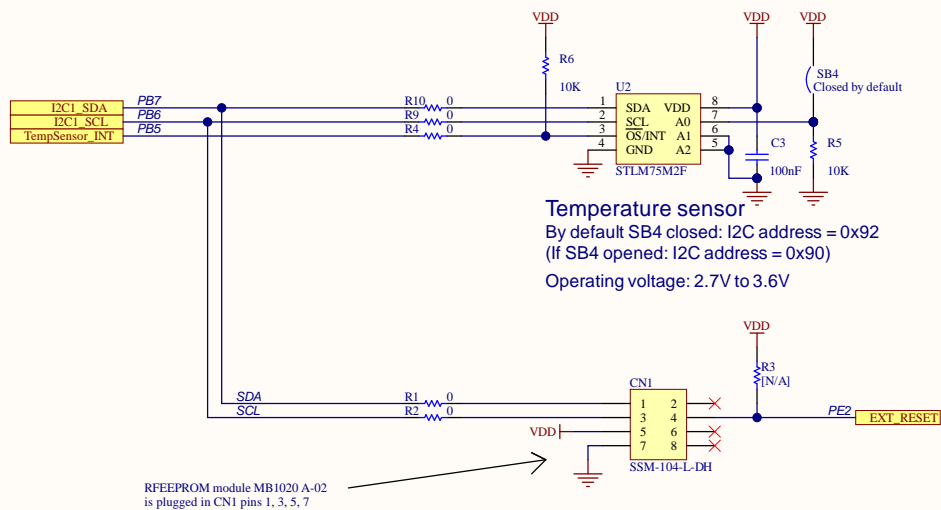 VDD
VDD
VDD
R6
10K
SB4
Closed by default
U2
I2C1_SDA PB7 R10 0 1 SDA VDD 8
I2C1_SCL PB6 R9 0 2 SCL A0 7
TempSensor_INT PB5 R4 0 3 OS/INT A1 6
4 GND A2 5
STLM75M2F
C3
100nF
R5
10K
Temperature sensor
By default SB4 closed: I2C address = 0x92
(If SB4 opened: I2C address = 0x90)
Operating voltage: 2.7V to 3.6V
VDD
R3
[N/A]
CN1
SDA R1 0 1 2
SCL R2 0 3 4 PE2 EXT_RESET
VDD 5 6
7 8
SSM-104-L-DH
RFEEPROM module MB1020 A-02
is plugged in CN1 pins 1, 3, 5, 7